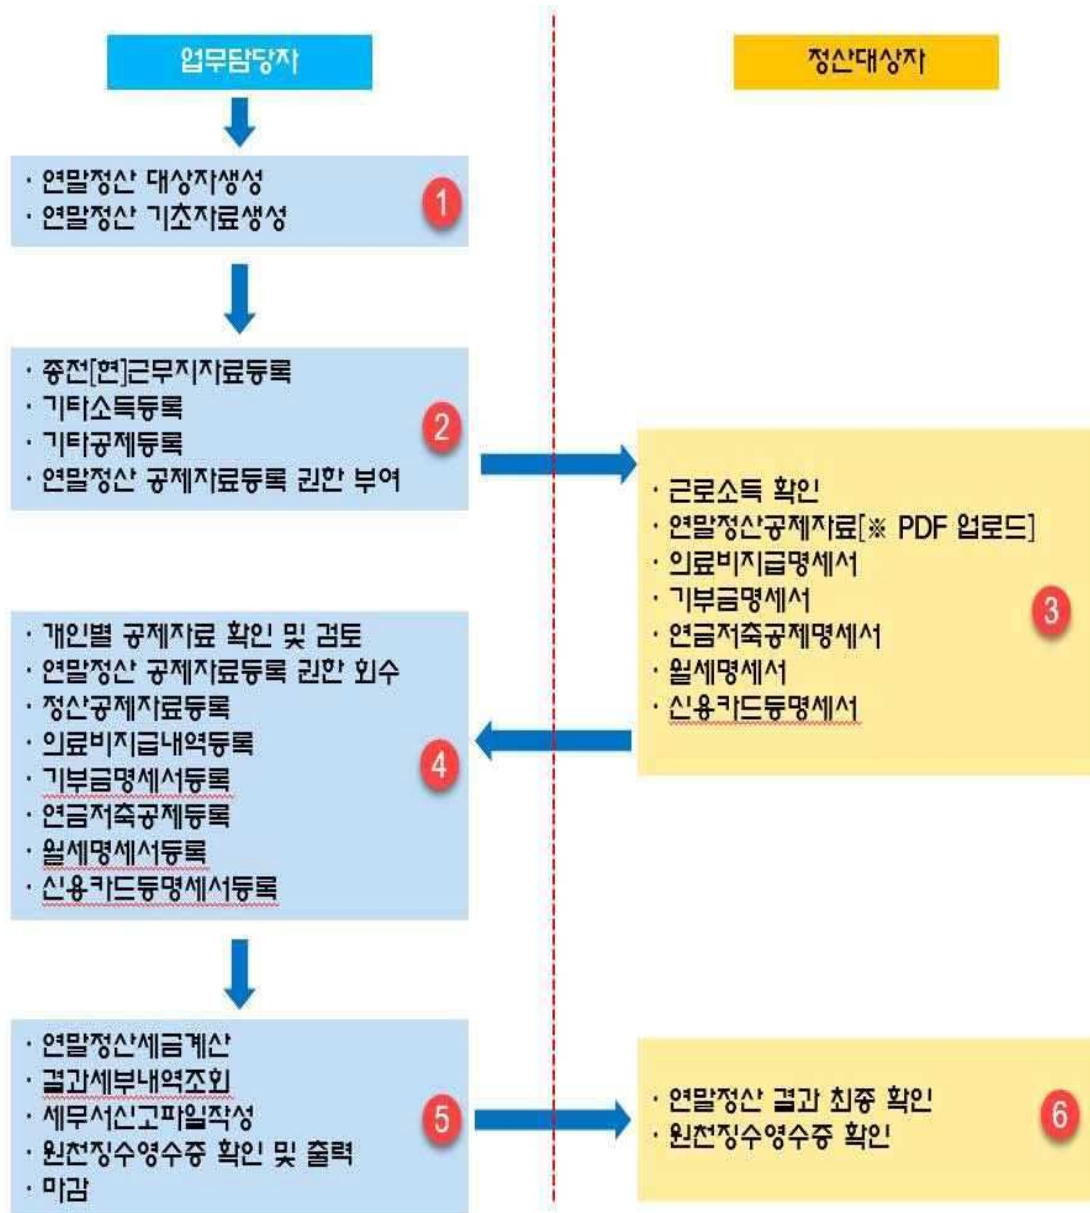 업무담당자
정산대상자
· 연말정산 대상자생성
· 연말정산 기초자료생성
1
· 종전[현]근무지자료등록
· 기타소득등록
· 기타공제등록
· 연말정산 공제자료등록 권한 부여
2
· 근로소득 확인
· 연말정산공제자료[※ PDF 업로드]
· 의료비지급명세서
· 기부금명세서
· 연금저축공제명세서
· 월세명세서
· 신용카드등명세서
3
· 개인별 공제자료 확인 및 검토
· 연말정산 공제자료등록 권한 회수
· 정산공제자료등록
· 의료비지급내역등록
· 기부금명세서등록
· 연금저축공제등록
· 월세명세서등록
· 신용카드등명세서등록
4
· 연말정산세금계산
· 결과세부내역조회
· 세무서신고파일작성
· 원천징수영수증 확인 및 출력
· 마감
5
· 연말정산 결과 최종 확인
· 원천징수영수증 확인
6